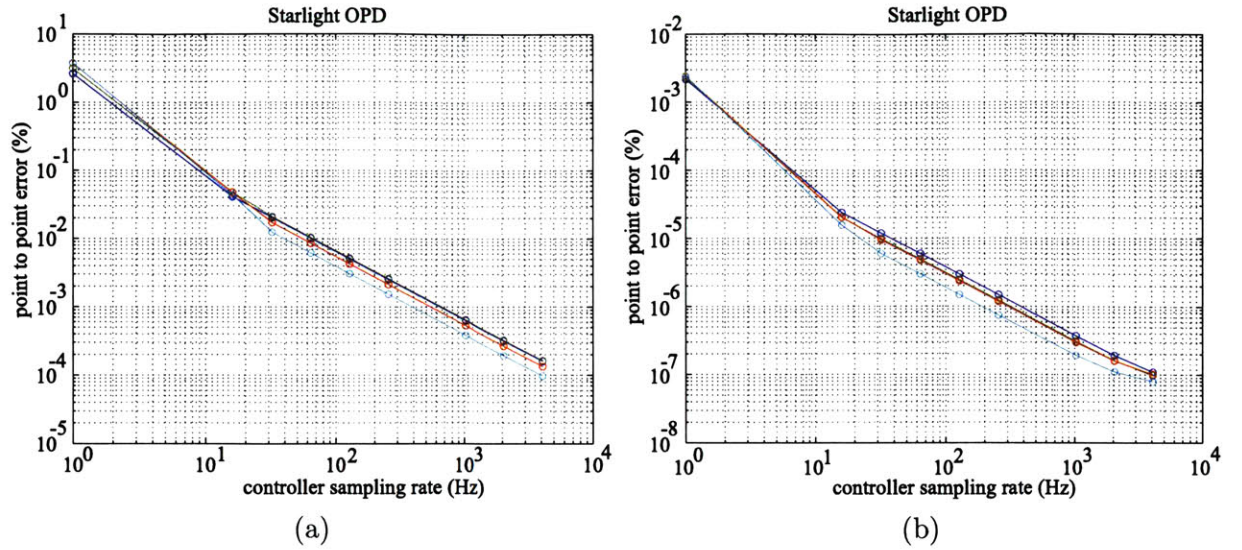 Starlight OPD
10^1
10^0
10^-1
10^-2
10^-3
10^-4
10^-5
point to point error (%)
10^0 10^1 10^2 10^3 10^4
controller sampling rate (Hz)
(a)
Starlight OPD
10^-2
10^-3
10^-4
10^-5
10^-6
10^-7
10^-8
point to point error (%)
10^0 10^1 10^2 10^3 10^4
controller sampling rate (Hz)
(b)